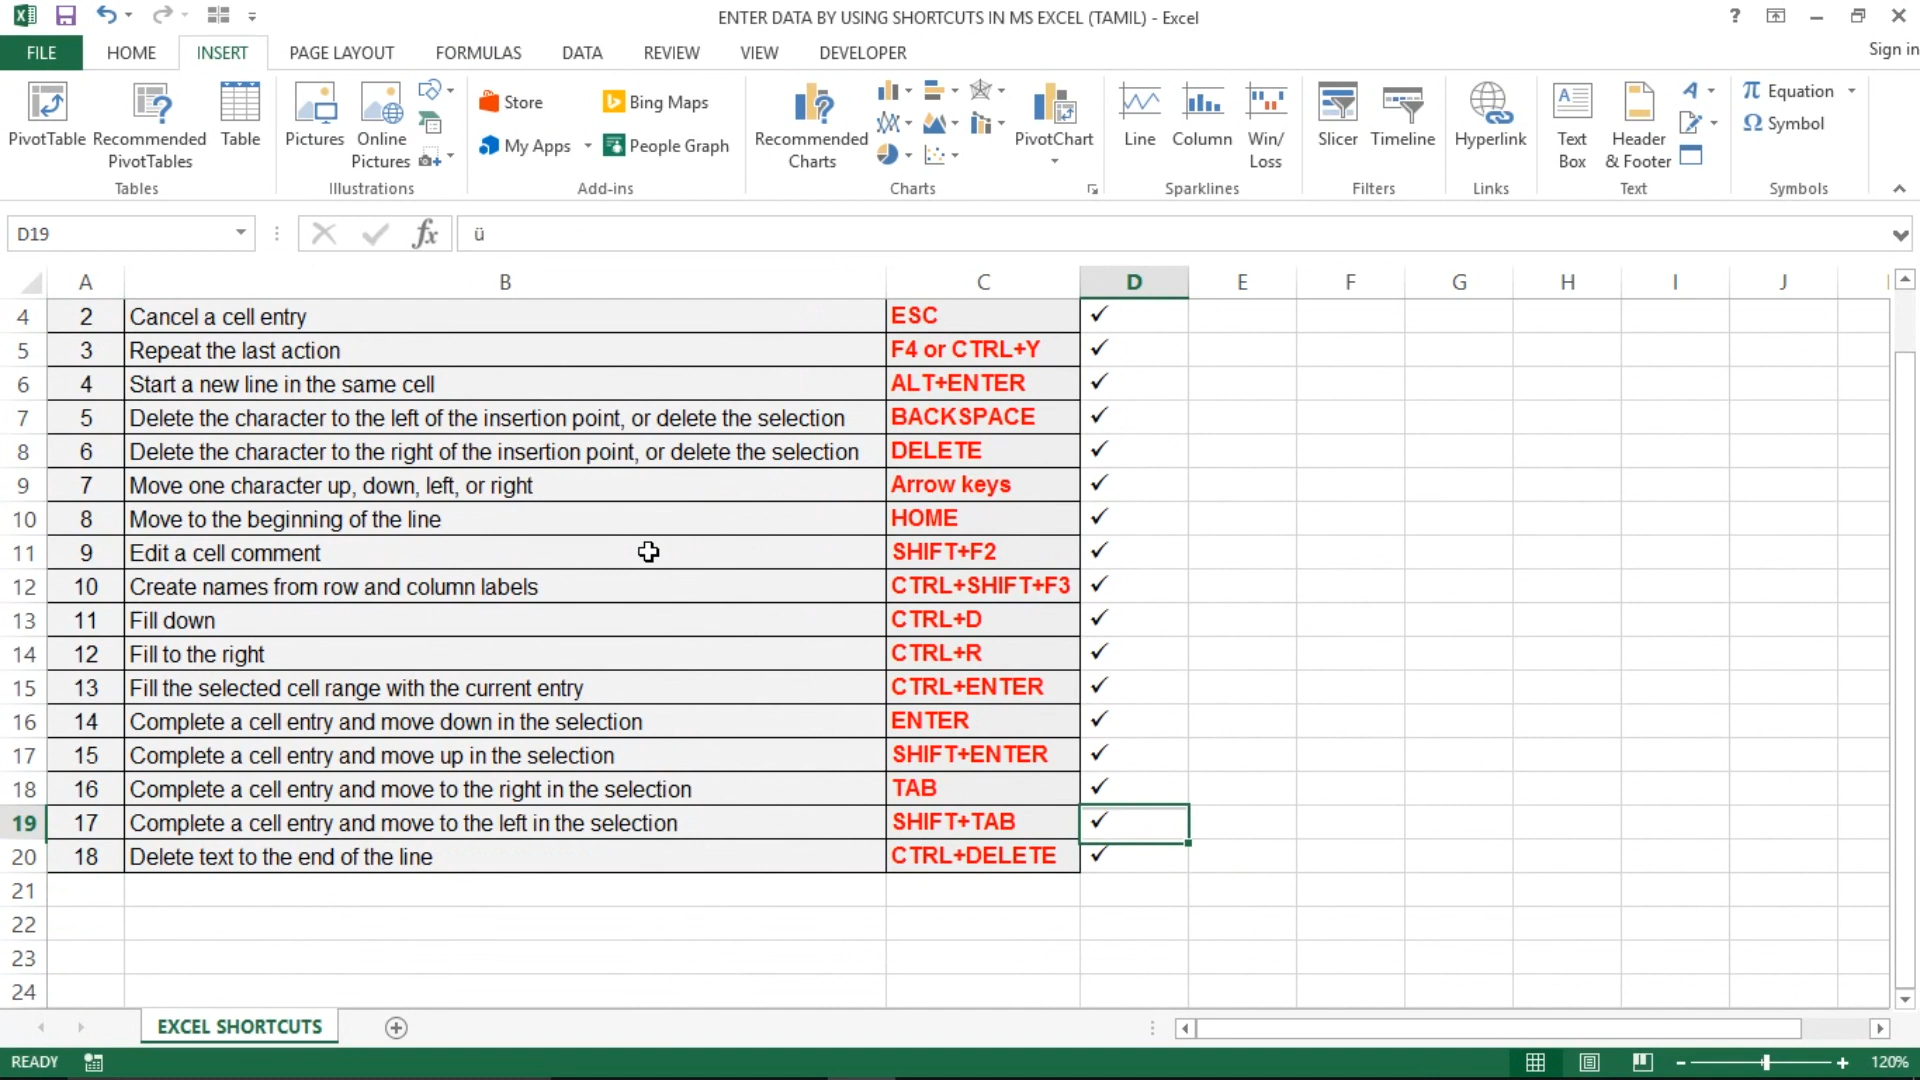 ENTER DATA BY USING SHORTCUTS IN MS EXCEL (TAMIL) - Excel
?
FILE HOME INSERT PAGE LAYOUT FORMULAS DATA REVIEW VIEW DEVELOPER Sign in
PivotTable
Recommended
PivotTables
Table
Tables
Pictures
Online
Pictures
Illustrations
Store
My Apps
Bing Maps
People Graph
Add-ins
Recommended
Charts
PivotChart
Charts
Line
Column
Win/
Loss
Sparklines
Slicer
Timeline
Filters
Hyperlink
Links
Text
Box
Header
& Footer
Text
π Equation
Ω Symbol
Symbols
D19 fx ü
A B C D E F G H I J
4 2 Cancel a cell entry ESC ✓
5 3 Repeat the last action F4 or CTRL+Y ✓
6 4 Start a new line in the same cell ALT+ENTER ✓
7 5 Delete the character to the left of the insertion point, or delete the selection BACKSPACE ✓
8 6 Delete the character to the right of the insertion point, or delete the selection DELETE ✓
9 7 Move one character up, down, left, or right Arrow keys ✓
10 8 Move to the beginning of the line HOME ✓
11 9 Edit a cell comment SHIFT+F2 ✓
12 10 Create names from row and column labels CTRL+SHIFT+F3 ✓
13 11 Fill down CTRL+D ✓
14 12 Fill to the right CTRL+R ✓
15 13 Fill the selected cell range with the current entry CTRL+ENTER ✓
16 14 Complete a cell entry and move down in the selection ENTER ✓
17 15 Complete a cell entry and move up in the selection SHIFT+ENTER ✓
18 16 Complete a cell entry and move to the right in the selection TAB ✓
19 17 Complete a cell entry and move to the left in the selection SHIFT+TAB ✓
20 18 Delete text to the end of the line CTRL+DELETE ✓
21
22
23
24
EXCEL SHORTCUTS
READY 120%